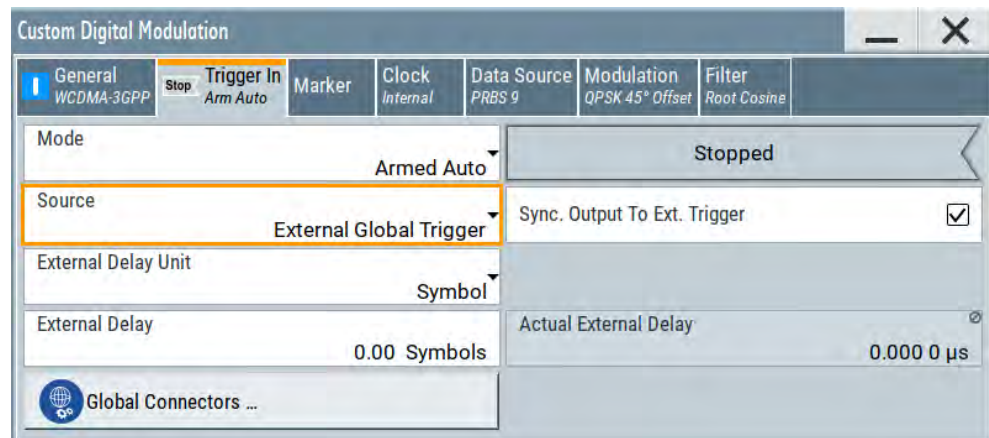 Custom Digital Modulation
General
WCDMA-3GPP
Stop
Trigger In
Arm Auto
Marker
Clock
Internal
Data Source
PRBS 9
Modulation
QPSK 45° Offset
Filter
Root Cosine
Mode
Armed Auto
Stopped
Source
External Global Trigger
Sync. Output To Ext. Trigger
External Delay Unit
Symbol
External Delay
0.00 Symbols
Actual External Delay
0.000 0 µs
Global Connectors ...